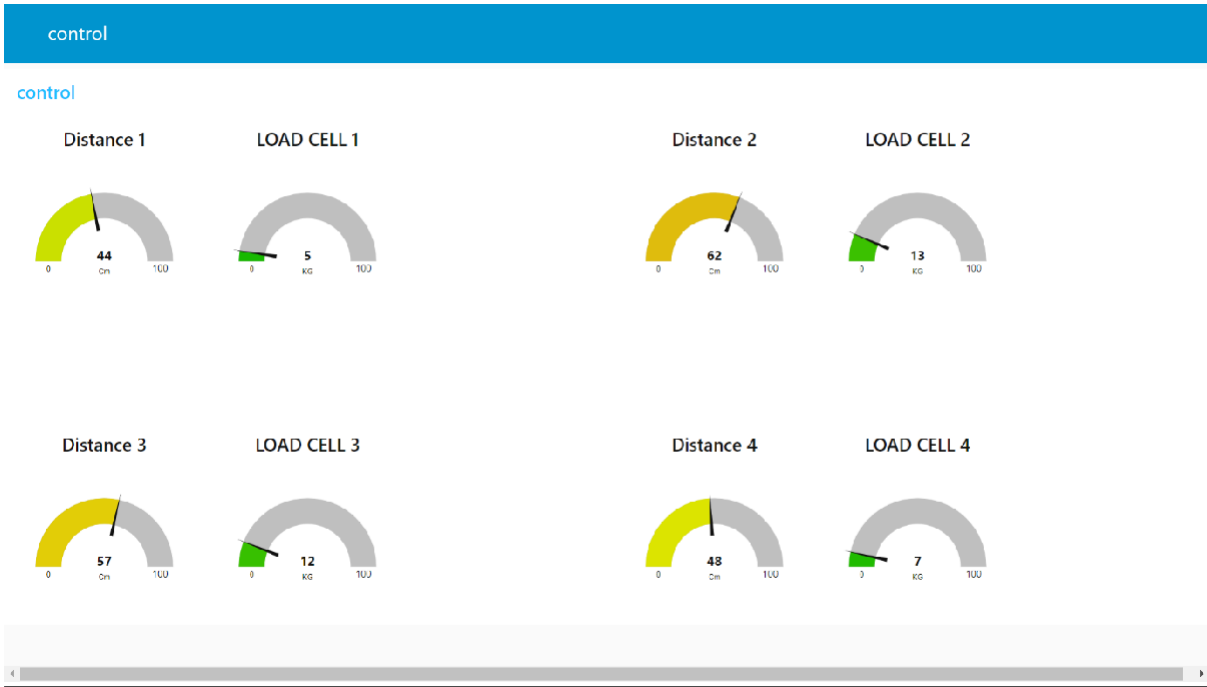 control
control
Distance 1
LOAD CELL 1
Distance 2
LOAD CELL 2
44
Cm
0
100
5
KG
0
100
62
Cm
0
100
13
KG
0
100
Distance 3
LOAD CELL 3
Distance 4
LOAD CELL 4
57
Cm
0
100
12
KG
0
100
48
Cm
0
100
7
KG
0
100